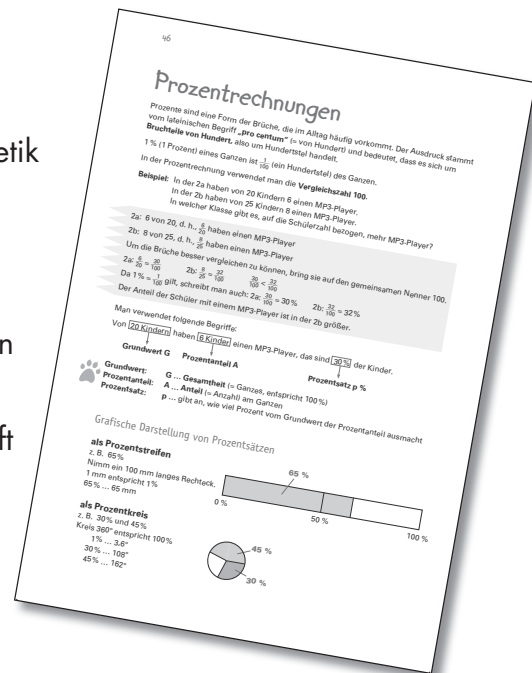 etik
n
ft
46
Prozentrechnungen
Prozente sind eine Form der Brüche, die im Alltag häufig vorkommt. Der Ausdruck stammt
vom lateinischen Begriff „pro centum“ (= von Hundert) und bedeutet, dass es sich um
Bruchteile von Hundert, also um Hundertstel handelt.
1% (1 Prozent) eines Ganzen ist 1/100 (ein Hundertstel) des Ganzen.
In der Prozentrechnung verwendet man die Vergleichszahl 100.
Beispiel: In der 2a haben von 20 Kindern 6 einen MP3-Player.
In der 2b haben von 25 Kindern 8 einen MP3-Player.
In welcher Klasse gibt es, auf die Schülerzahl bezogen, mehr MP3-Player?
2a: 6 von 20, d. h., 6/20 haben einen MP3-Player
2b: 8 von 25, d. h., 8/25 haben einen MP3-Player
Um die Brüche besser vergleichen zu können, bring sie auf den gemeinsamen Nenner 100.
2a: 6/20 = 30/100 2b: 8/25 = 32/100 30/100 < 32/100
Da 1% = 1/100 gilt, schreibt man auch: 2a: 30/100 = 30% 2b: 32/100 = 32%
Der Anteil der Schüler mit einem MP3-Player ist in der 2b größer.
Man verwendet folgende Begriffe:
Von 20 Kindern haben 6 Kinder einen MP3-Player, das sind 30% der Kinder.
Grundwert G Prozentanteil A Prozentsatz p %
Grundwert: G ... Gesamtheit (= Ganzes, entspricht 100%)
Prozentanteil: A ... Anteil (= Anzahl) am Ganzen
Prozentsatz: p ... gibt an, wie viel Prozent vom Grundwert der Prozentanteil ausmacht
Grafische Darstellung von Prozentsätzen
als Prozentstreifen
z. B. 65%
Nimm ein 100 mm langes Rechteck.
1 mm entspricht 1%
65% ... 65 mm
65 %
0 % 50 % 100 %
als Prozentkreis
z. B. 30% und 45%
Kreis 360° entspricht 100%
1% ... 3,6°
30% ... 108°
45% ... 162°
45 %
30 %